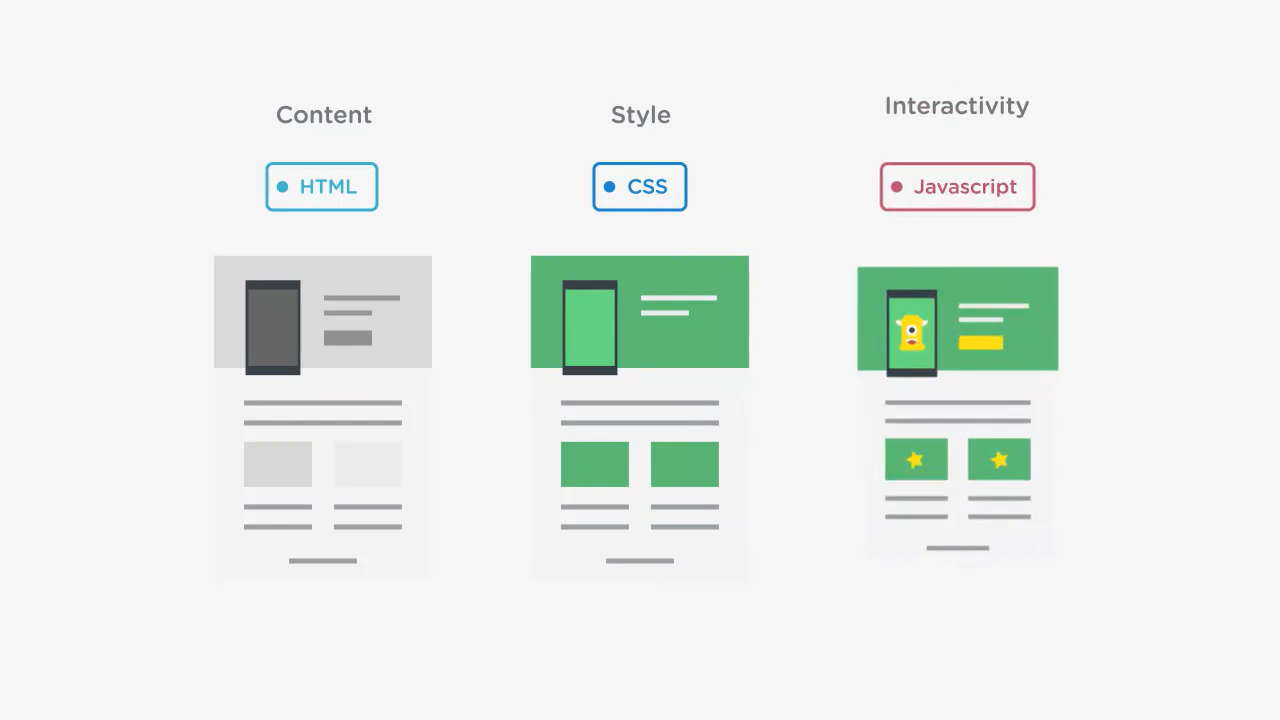 Content
HTML
Style
CSS
Interactivity
Javascript